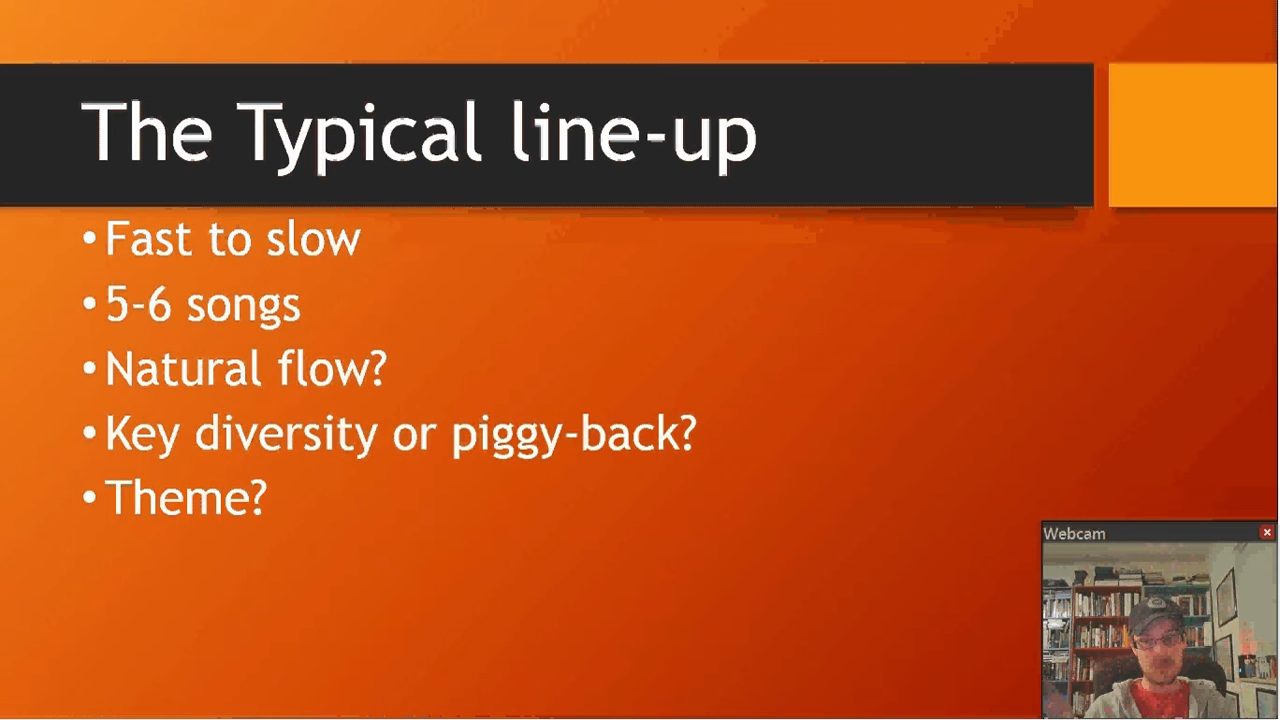 The Typical line-up
•Fast to slow
•5-6 songs
•Natural flow?
•Key diversity or piggy-back?
•Theme?
Webcam